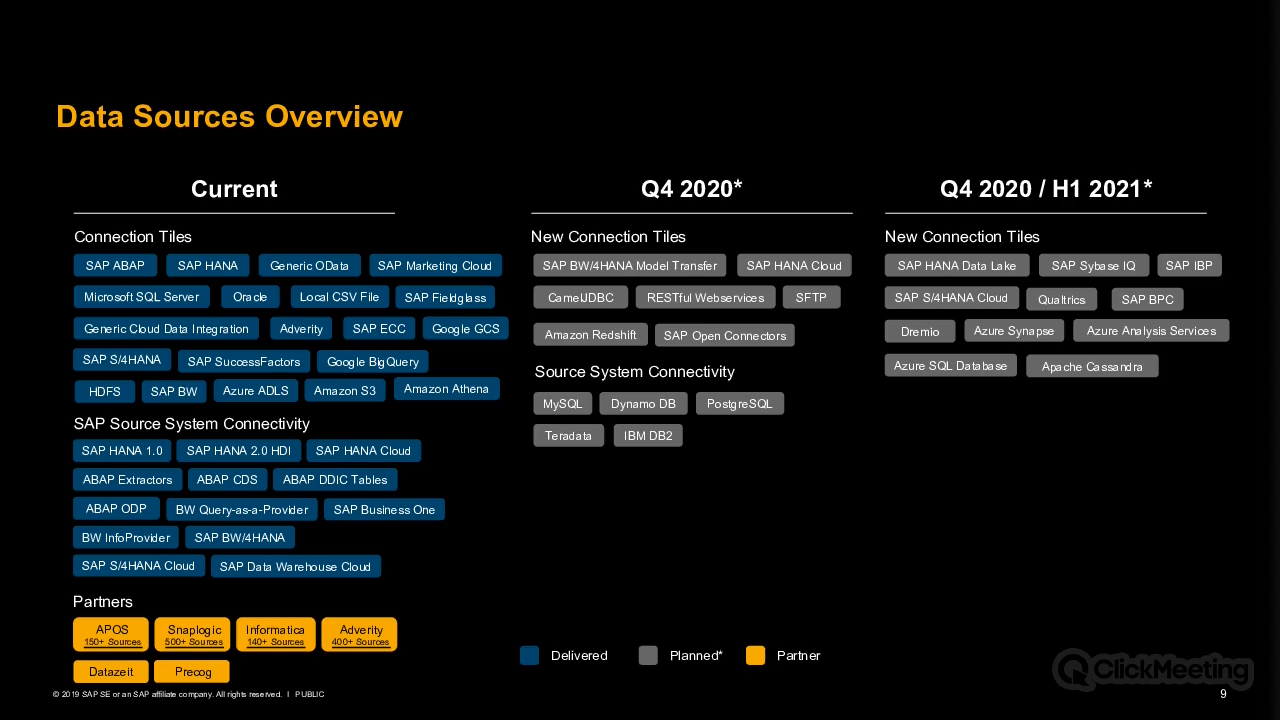 Data Sources Overview
Current
Connection Tiles
SAP ABAP SAP HANA Generic OData SAP Marketing Cloud
Microsoft SQL Server Oracle Local CSV File SAP Fieldglass
Generic Cloud Data Integration Adverity SAP ECC Google GCS
SAP S/4HANA SAP SuccessFactors Google BigQuery
HDFS SAP BW Azure ADLS Amazon S3 Amazon Athena
SAP Source System Connectivity
SAP HANA 1.0 SAP HANA 2.0 HDI SAP HANA Cloud
ABAP Extractors ABAP CDS ABAP DDIC Tables
ABAP ODP BW Query-as-a-Provider SAP Business One
BW InfoProvider SAP BW/4HANA
SAP S/4HANA Cloud SAP Data Warehouse Cloud
Partners
APOS Snaplogic Informatica Adverity
150+ Sources 500+ Sources 140+ Sources 400+ Sources
Datazeit Precog
Q4 2020*
New Connection Tiles
SAP BW/4HANA Model Transfer SAP HANA Cloud
CamelJDBC RESTful Webservices SFTP
Amazon Redshift SAP Open Connectors
Source System Connectivity
MySQL Dynamo DB PostgreSQL
Teradata IBM DB2
Q4 2020 / H1 2021*
New Connection Tiles
SAP HANA Data Lake SAP Sybase IQ SAP IBP
SAP S/4HANA Cloud Qualtrics SAP BPC
Dremio Azure Synapse Azure Analysis Services
Azure SQL Database Apache Cassandra
Delivered Planned* Partner
ClickMeeting
© 2019 SAP SE or an SAP affiliate company. All rights reserved. I PUBLIC
9